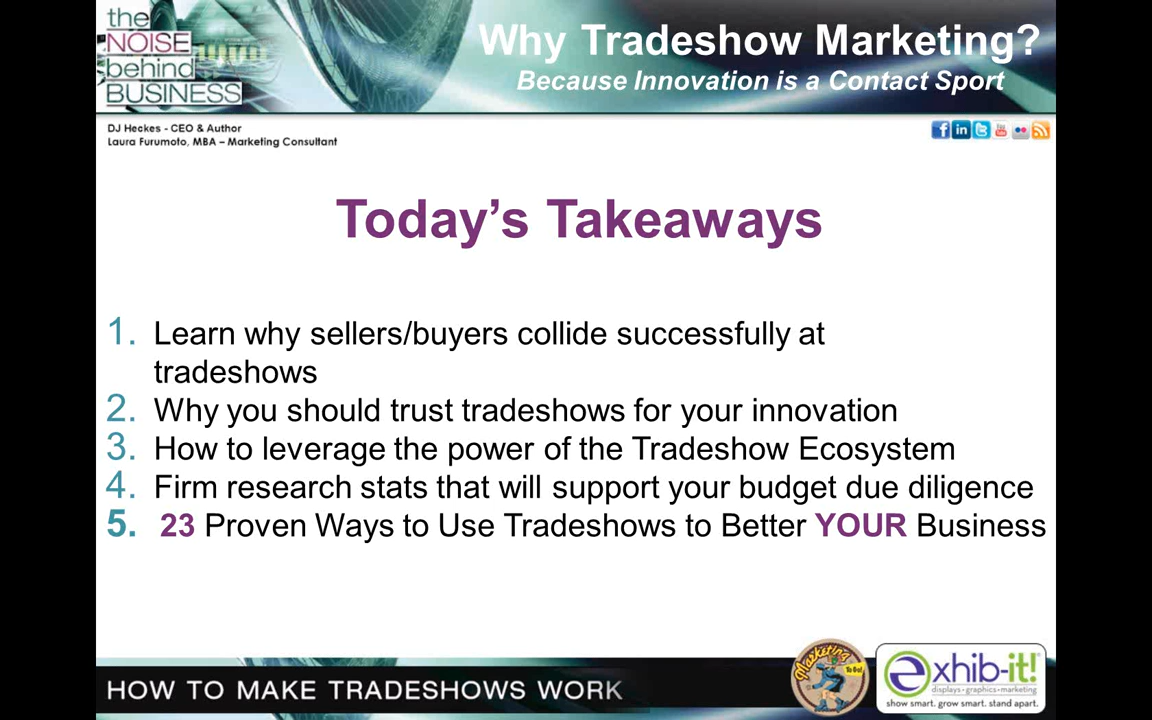 the
NOISE
behind
BUSINESS
Why Tradeshow Marketing?
Because Innovation is a Contact Sport
DJ Heckes - CEO & Author
Laura Furumoto, MBA – Marketing Consultant
Today’s Takeaways
1. Learn why sellers/buyers collide successfully at
tradeshows
2. Why you should trust tradeshows for your innovation
3. How to leverage the power of the Tradeshow Ecosystem
4. Firm research stats that will support your budget due diligence
5. 23 Proven Ways to Use Tradeshows to Better YOUR Business
HOW TO MAKE TRADESHOWS WORK
Marketing
To Go!
exhib-it!
displays•graphics•marketing
show smart. grow smart. stand apart.